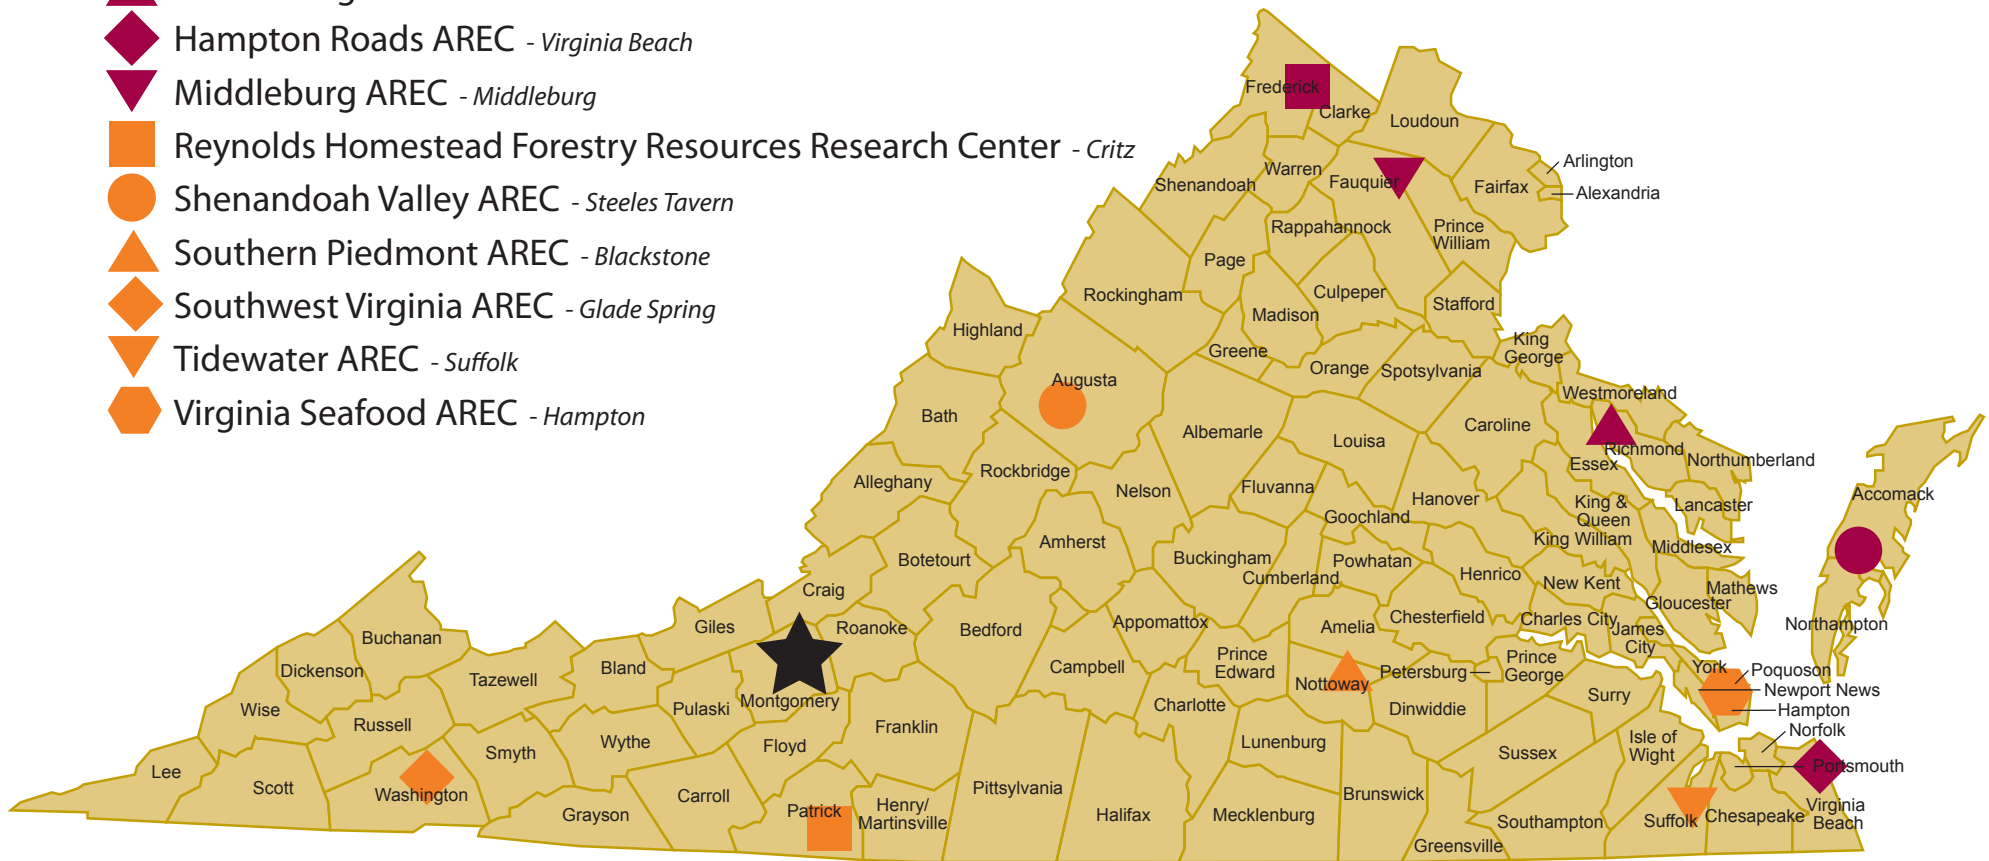 Hampton Roads AREC - Virginia Beach
Middleburg AREC - Middleburg
Reynolds Homestead Forestry Resources Research Center - Critz
Shenandoah Valley AREC - Steeles Tavern
Southern Piedmont AREC - Blackstone
Southwest Virginia AREC - Glade Spring
Tidewater AREC - Suffolk
Virginia Seafood AREC - Hampton
Frederick
Clarke
Loudoun
Arlington
Alexandria
Warren
Shenandoah
Fauquier
Fairfax
Rappahannock
Prince
William
Page
Rockingham
Culpeper
Madison
Stafford
Highland
King
George
Greene
Orange
Spotsylvania
Augusta
Westmoreland
Bath
Albemarle
Louisa
Caroline
Richmond
Northumberland
Essex
Rockbridge
Alleghany
Nelson
Fluvanna
Hanover
Accomack
King &
Queen
Lancaster
Goochland
King William
Middlesex
Amherst
Botetourt
Buckingham
Powhatan
Cumberland
Henrico
New Kent
Mathews
Gloucester
Craig
Giles
Roanoke
Bedford
Appomattox
Amelia
Chesterfield
Charles City
James
City
Northampton
Buchanan
Dickenson
Bland
Tazewell
Campbell
Prince
Edward
Nottoway
Petersburg
Prince
George
York
Poquoson
Newport News
Hampton
Norfolk
Wise
Russell
Pulaski
Montgomery
Charlotte
Dinwiddie
Surry
Franklin
Floyd
Smyth
Wythe
Lunenburg
Sussex
Isle of
Wight
Portsmouth
Lee
Scott
Washington
Grayson
Carroll
Patrick
Henry/
Martinsville
Pittsylvania
Halifax
Mecklenburg
Brunswick
Greensville
Southampton
Suffolk
Chesapeake
Virginia
Beach